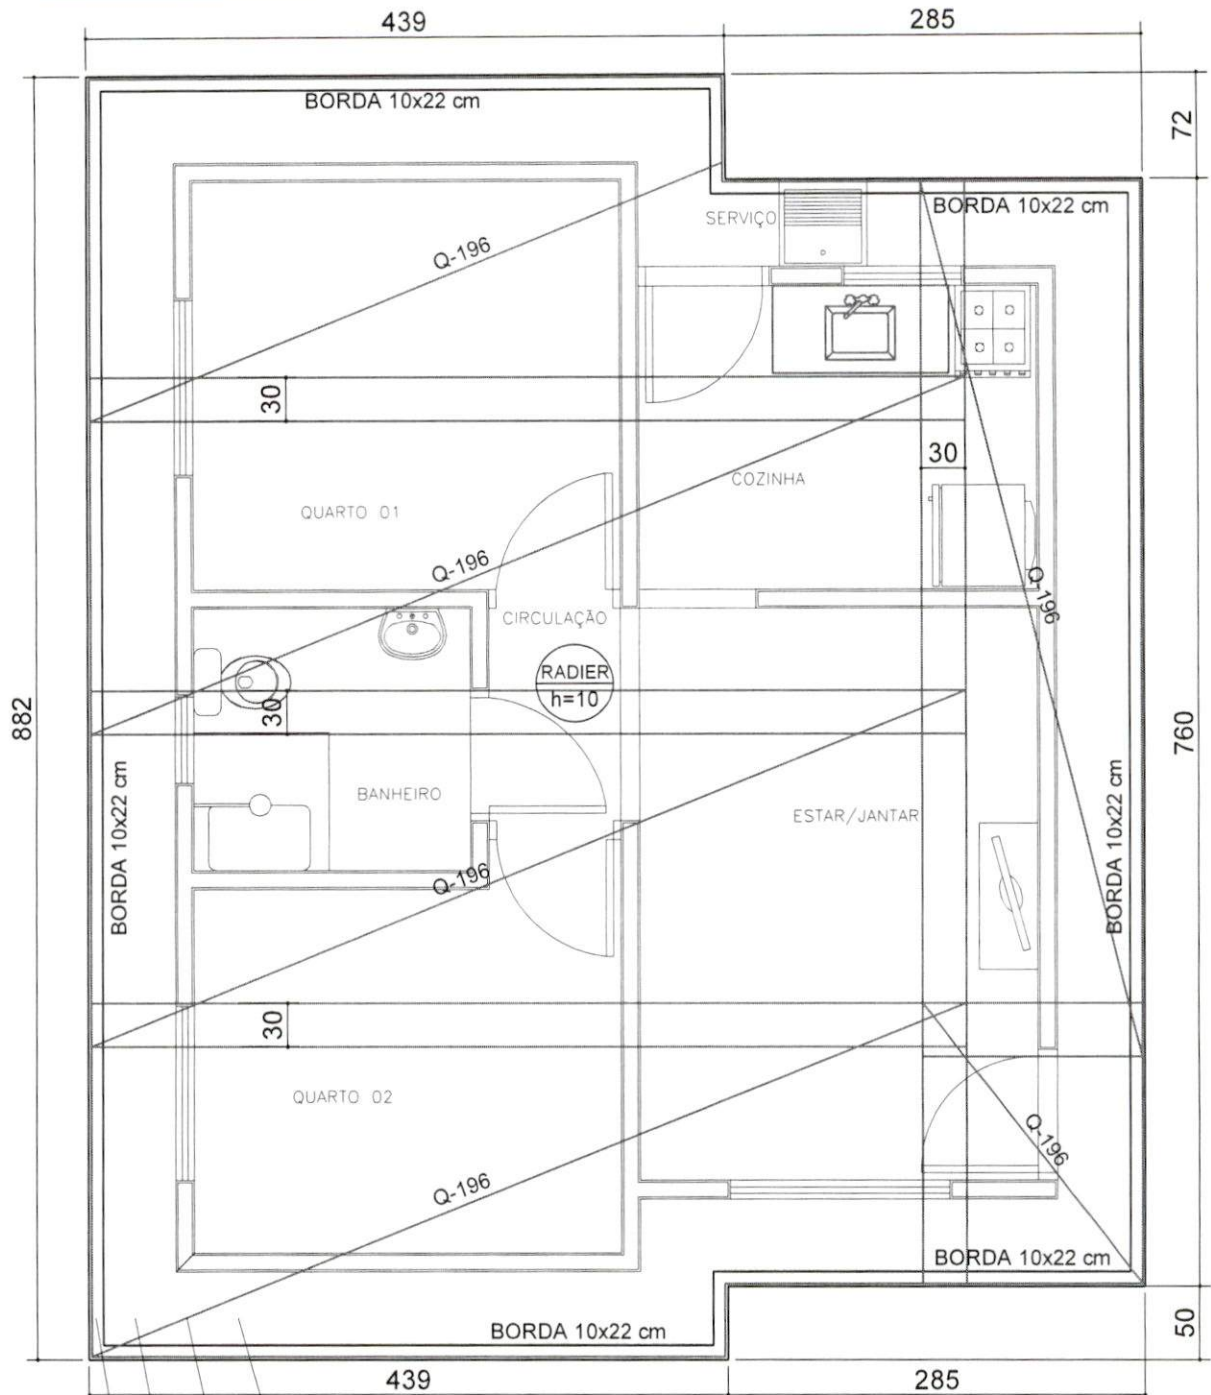 439
285
BORDA 10x22 cm
72
BORDA 10x22 cm
SERVIÇO
Q-196
30
30
COZINHA
QUARTO 01
Q-196
Q-196
CIRCULAÇÃO
RADIER
h=10
882
30
760
BANHEIRO
BORDA 10x22 cm
ESTAR/JANTAR
BORDA 10x22 cm
Q-196
30
QUARTO 02
Q-196
Q-196
BORDA 10x22 cm
BORDA 10x22 cm
50
439
285